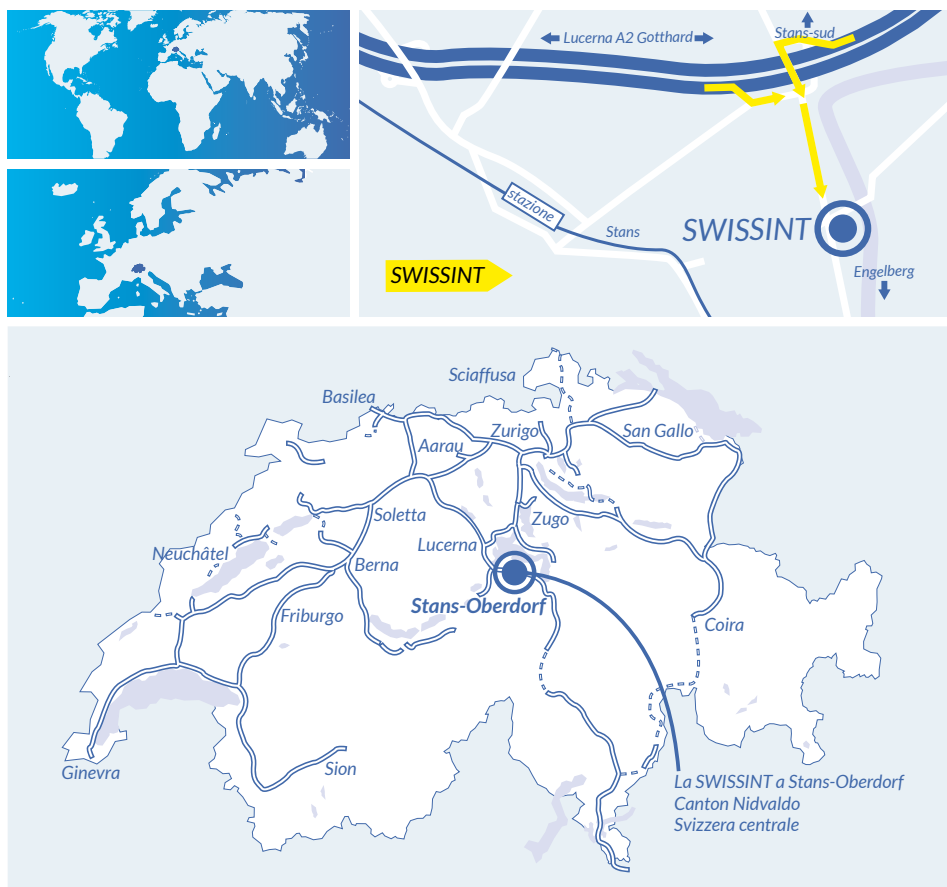 Lucerna A2 Gotthard
Stans-sud
stazione
Stans
SWISSINT
SWISSINT
Engelberg
Sciaffusa
Basilea
Zurigo
San Gallo
Aarau
Soletta
Zugo
Lucerna
Neuchâtel
Berna
Stans-Oberdorf
Friburgo
Coira
Ginevra
Sion
La SWISSINT a Stans-Oberdorf
Canton Nidvaldo
Svizzera centrale